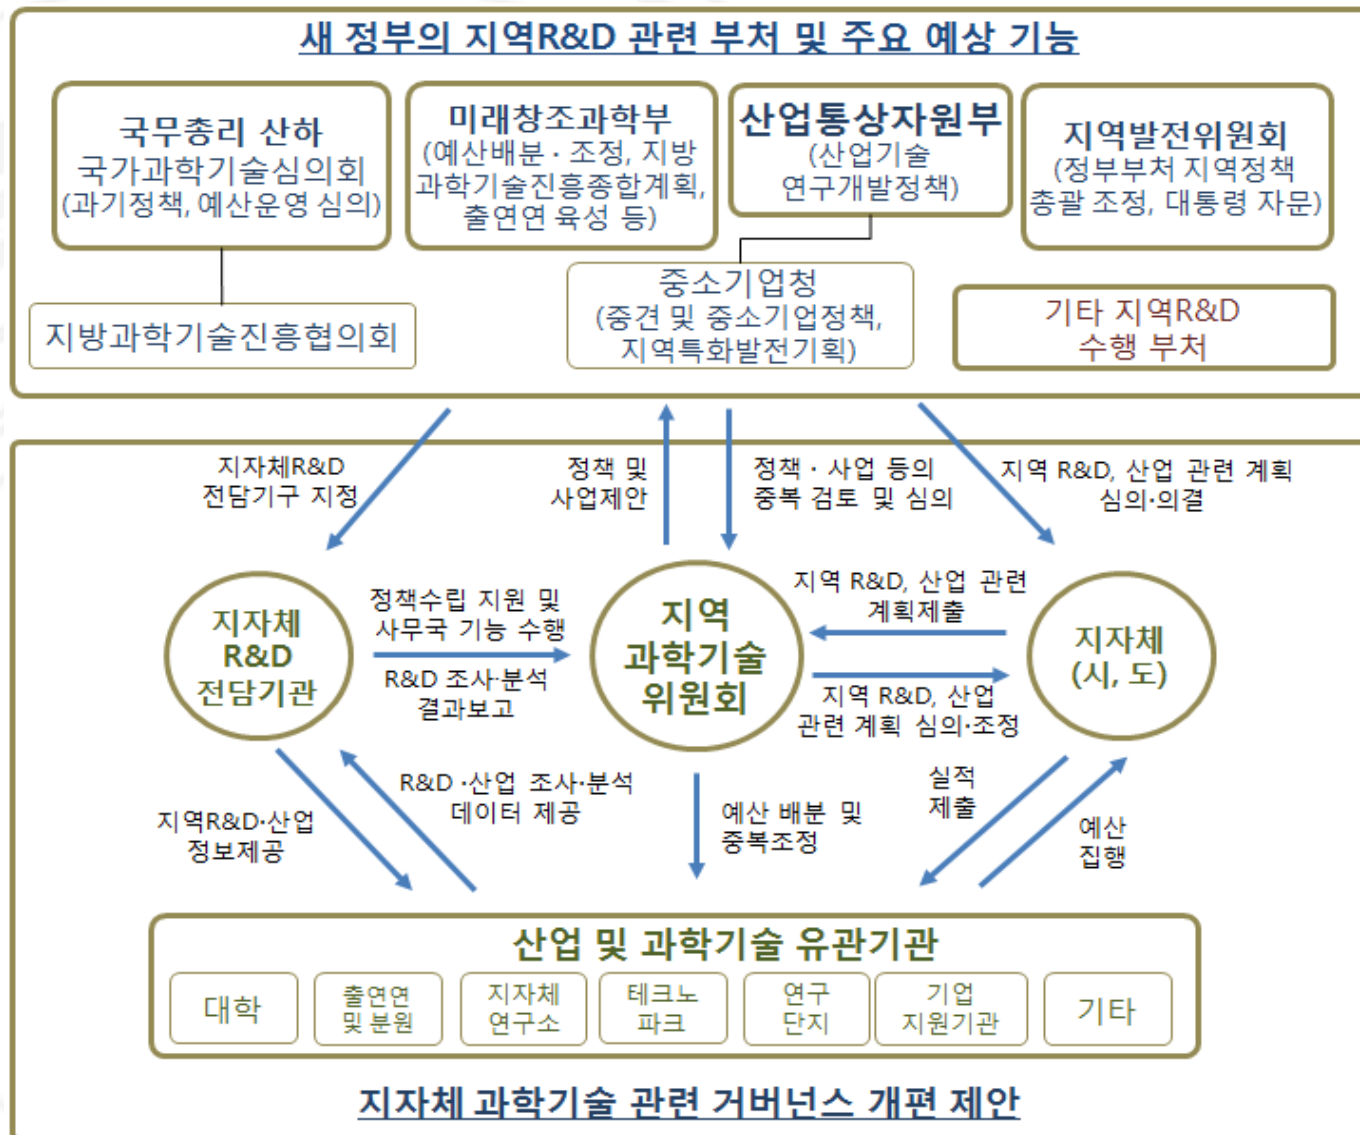 새 정부의 지역R&D 관련 부처 및 주요 예상 기능
국무총리 산하
국가과학기술심의회
(과기정책, 예산운영 심의)
미래창조과학부
(예산배분 · 조정, 지방
과학기술진흥종합계획,
출연연 육성 등)
산업통상자원부
(산업기술
연구개발정책)
지역발전위원회
(정부부처 지역정책
총괄 조정, 대통령 자문)
지방과학기술진흥협의회
중소기업청
(중견 및 중소기업정책,
지역특화발전기획)
기타 지역R&D
수행 부처
지자체R&D
전담기구 지정
정책 및
사업제안
정책 · 사업 등의
중복 검토 및 심의
지역 R&D, 산업 관련 계획
심의·의결
지자체
R&D
전담기관
정책수립 지원 및
사무국 기능 수행
R&D 조사·분석
결과보고
지역
과학기술
위원회
지역 R&D, 산업 관련
계획제출
지역 R&D, 산업
관련 계획 심의·조정
지자체
(시, 도)
지역R&D·산업
정보제공
R&D ·산업 조사·분석
데이터 제공
예산 배분 및
중복조정
실적
제출
예산
집행
산업 및 과학기술 유관기관
대학
출연연
및 분원
지자체
연구소
테크노
파크
연구
단지
기업
지원기관
기타
지자체 과학기술 관련 거버넌스 개편 제안